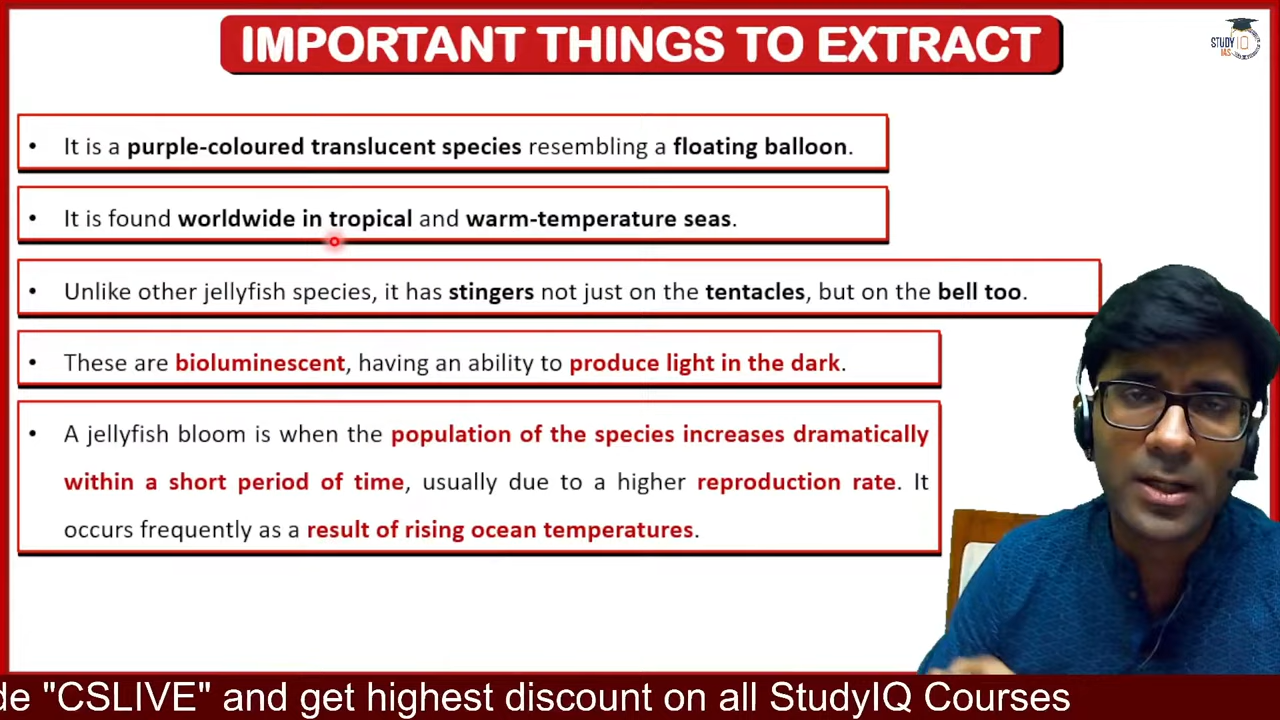 IMPORTANT THINGS TO EXTRACT
STUDY IQ
IAS
• It is a purple-coloured translucent species resembling a floating balloon.
• It is found worldwide in tropical and warm-temperature seas.
• Unlike other jellyfish species, it has stingers not just on the tentacles, but on the bell too.
• These are bioluminescent, having an ability to produce light in the dark.
• A jellyfish bloom is when the population of the species increases dramatically
within a short period of time, usually due to a higher reproduction rate. It
occurs frequently as a result of rising ocean temperatures.
de "CSLIVE" and get highest discount on all StudyIQ Courses